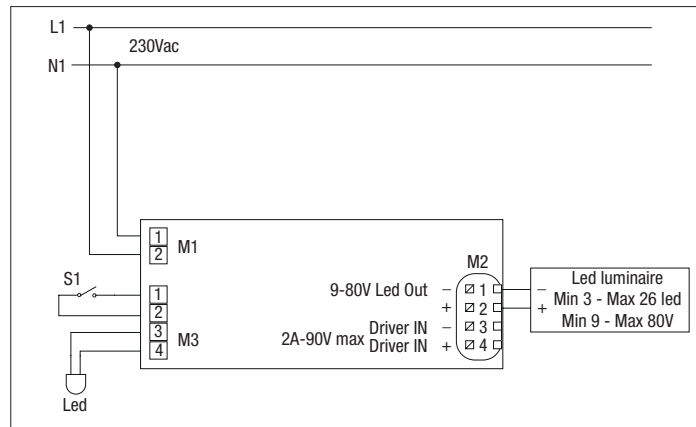 L1
230Vac
N1
1
2
M1
S1
1
2
3
4
M3
Led
M2
9-80V Led Out
– 1
+ 2
Driver IN – 3
2A-90V max
Driver IN + 4
Led luminaire
– Min 3 - Max 26 led
+ Min 9 - Max 80V